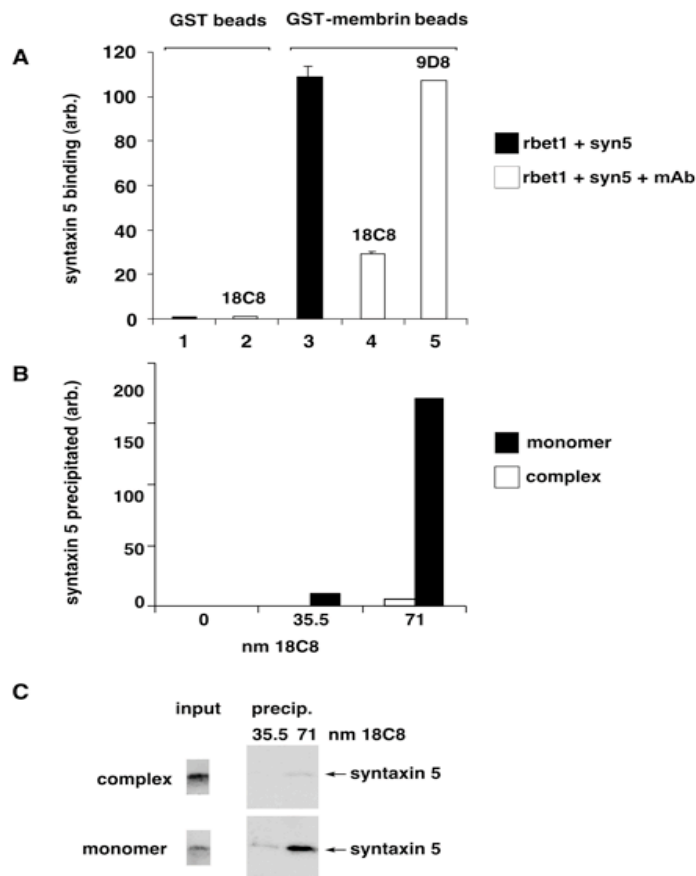 GST beads GST-membrin beads
A
syntaxin 5 binding (arb.)
120
100
80
60
40
20
0
18C8
18C8
9D8
1 2 3 4 5
rbet1 + syn5
rbet1 + syn5 + mAb
B
syntaxin 5 precipitated (arb.)
200
150
100
50
0
0 35.5 71
nm 18C8
monomer
complex
C
input precip.
35.5 71 nm 18C8
complex syntaxin 5
monomer syntaxin 5